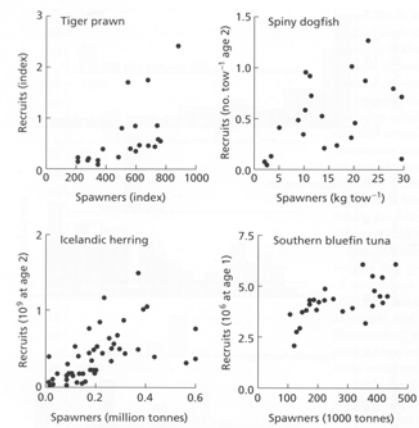 Tiger prawn
3
2
1
0
Recruits (index)
0 200 400 600 800 1000
Spawners (index)
Spiny dogfish
1.5
1.0
0.5
0
Recruits (no. tow⁻¹ age 2)
0 5 10 15 20 25 30
Spawners (kg tow⁻¹)
Icelandic herring
2
1
0
Recruits (10⁹ at age 2)
0 0.2 0.4 0.6
Spawners (million tonnes)
Southern bluefin tuna
7.5
5.0
2.5
0
Recruits (10⁶ at age 1)
0 100 200 300 400 500
Spawners (1000 tonnes)